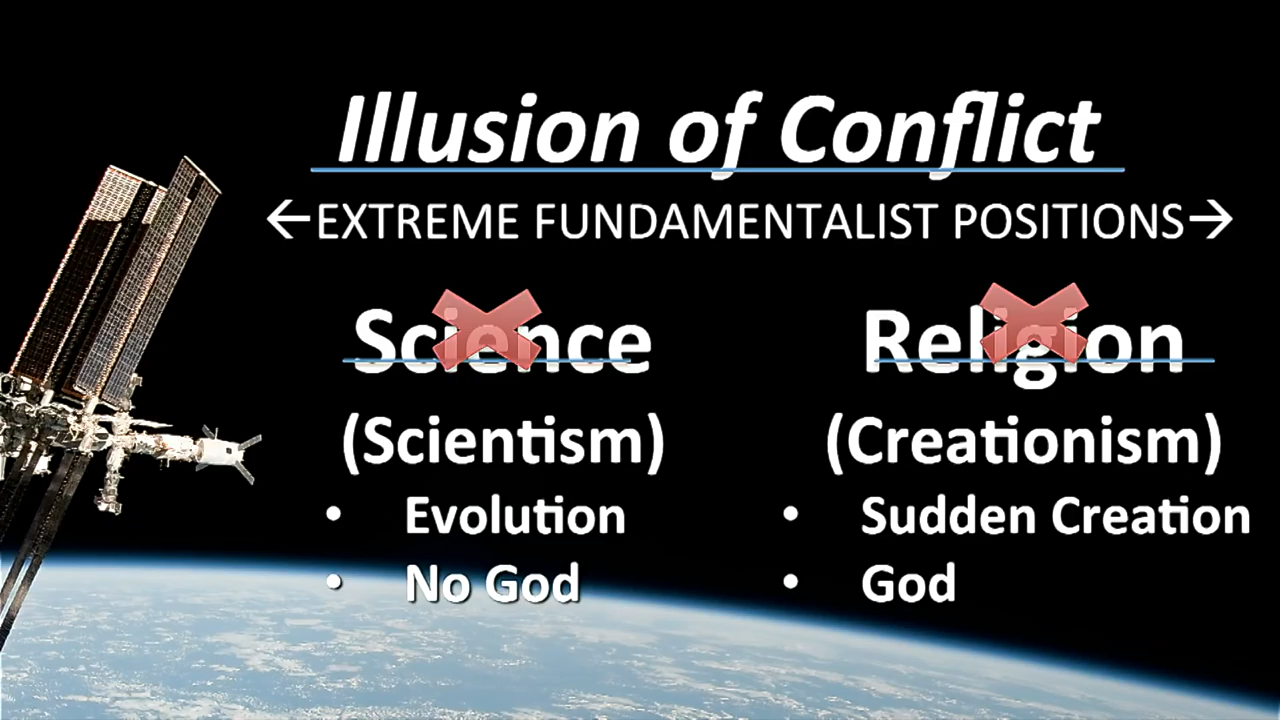 Illusion of Conflict
←EXTREME FUNDAMENTALIST POSITIONS→
Science
Religion
(Scientism)
(Creationism)
• Evolution
• Sudden Creation
• No God
• God